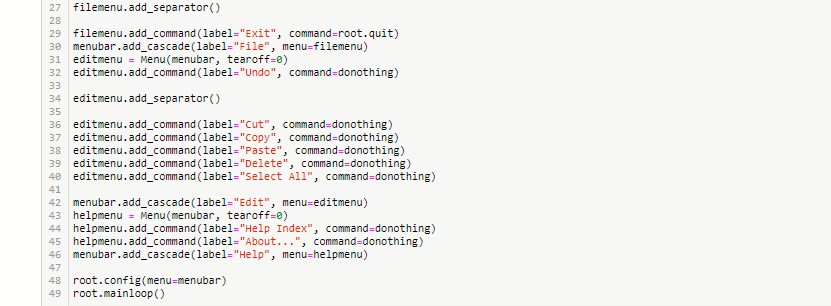 27 filemenu.add_separator()
28
29 filemenu.add_command(label="Exit", command=root.quit)
30 menubar.add_cascade(label="File", menu=filemenu)
31 editmenu = Menu(menubar, tearoff=0)
32 editmenu.add_command(label="Undo", command=donothing)
33
34 editmenu.add_separator()
35
36 editmenu.add_command(label="Cut", command=donothing)
37 editmenu.add_command(label="Copy", command=donothing)
38 editmenu.add_command(label="Paste", command=donothing)
39 editmenu.add_command(label="Delete", command=donothing)
40 editmenu.add_command(label="Select All", command=donothing)
41
42 menubar.add_cascade(label="Edit", menu=editmenu)
43 helpmenu = Menu(menubar, tearoff=0)
44 helpmenu.add_command(label="Help Index", command=donothing)
45 helpmenu.add_command(label="About...", command=donothing)
46 menubar.add_cascade(label="Help", menu=helpmenu)
47
48 root.config(menu=menubar)
49 root.mainloop()